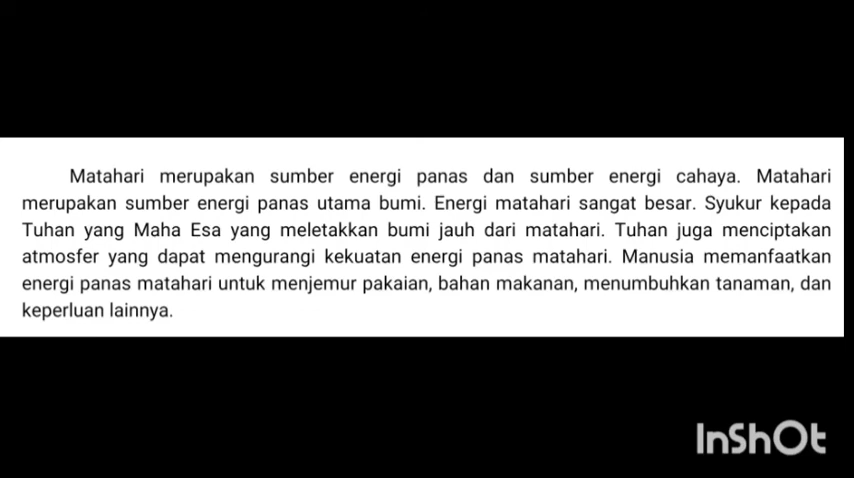 Matahari merupakan sumber energi panas dan sumber energi cahaya. Matahari
merupakan sumber energi panas utama bumi. Energi matahari sangat besar. Syukur kepada
Tuhan yang Maha Esa yang meletakkan bumi jauh dari matahari. Tuhan juga menciptakan
atmosfer yang dapat mengurangi kekuatan energi panas matahari. Manusia memanfaatkan
energi panas matahari untuk menjemur pakaian, bahan makanan, menumbuhkan tanaman, dan
keperluan lainnya.
InShOt